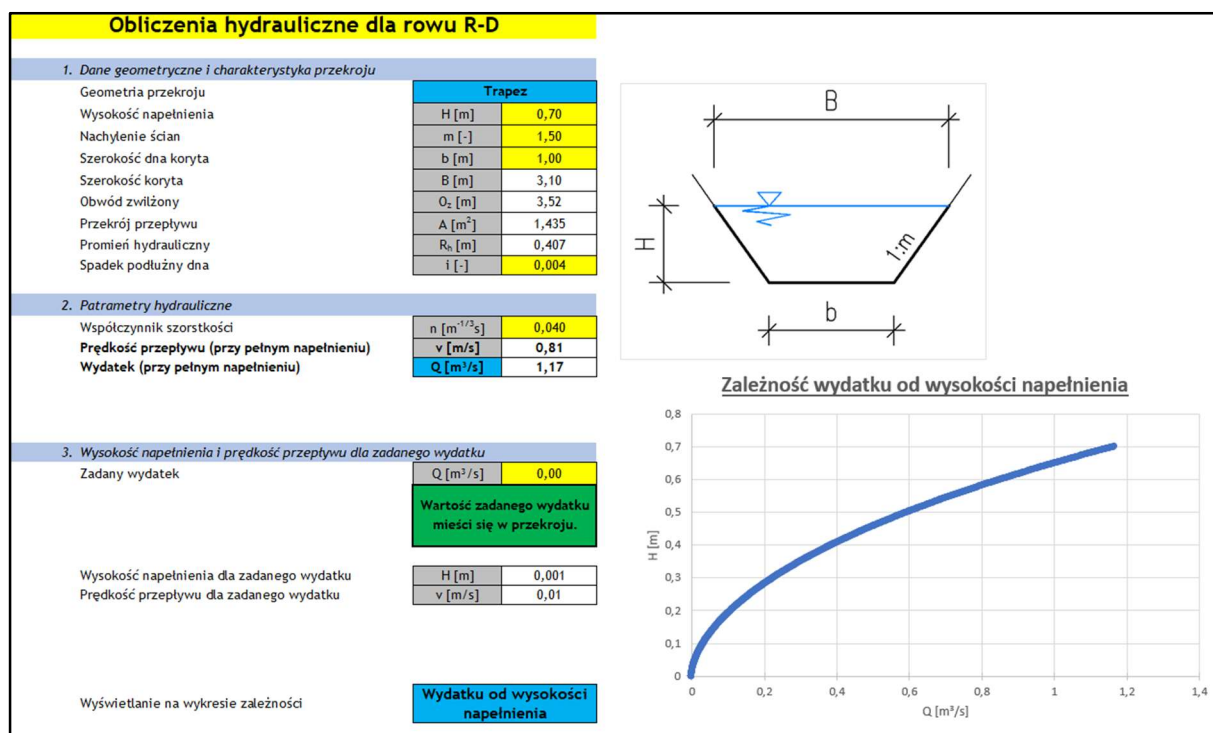 Obliczenia hydrauliczne dla rowu R-D
1. Dane geometryczne i charakterystyka przekroju
Geometria przekroju Trapez
Wysokość napełnienia H [m] 0,70
Nachylenie ścian m [-] 1,50
Szerokość dna koryta b [m] 1,00
Szerokość koryta B [m] 3,10
Obwód zwilżony Oz [m] 3,52
Przekrój przepływu A [m²] 1,435
Promień hydrauliczny Rh [m] 0,407
Spadek podłużny dna i [-] 0,004
2. Patrametry hydrauliczne
Współczynnik szorstkości n [m-1/3s] 0,040
Prędkość przepływu (przy pełnym napełnieniu) v [m/s] 0,81
Wydatek (przy pełnym napełnieniu) Q [m³/s] 1,17
3. Wysokość napełnienia i prędkość przepływu dla zadanego wydatku
Zadany wydatek Q [m³/s] 0,00
Wartość zadanego wydatku
mieści się w przekroju.
Wysokość napełnienia dla zadanego wydatku H [m] 0,001
Prędkość przepływu dla zadanego wydatku v [m/s] 0,01
Wyświetlanie na wykresie zależności
Wydatku od wysokości
napełnienia
B
H
1:m
b
Zależność wydatku od wysokości napełnienia
0,8
0,7
0,6
0,5
0,4
0,3
0,2
0,1
0
H [m]
0 0,2 0,4 0,6 0,8 1 1,2 1,4
Q [m³/s]